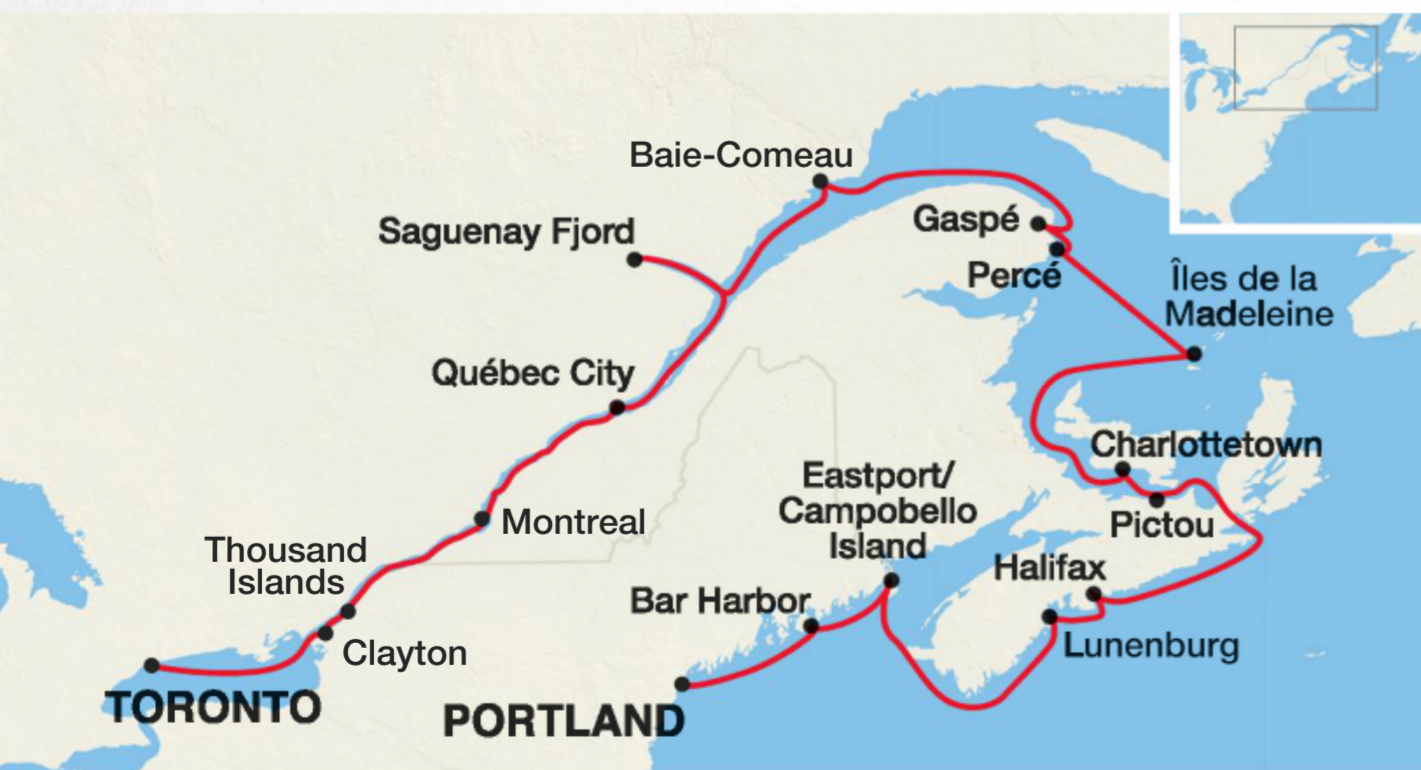 Baie-Comeau
Saguenay Fjord
Gaspé
Percé
Îles de la
Madeleine
Québec City
Charlottetown
Eastport/
Campobello
Island
Montreal
Pictou
Thousand
Islands
Halifax
Bar Harbor
Clayton
Lunenburg
TORONTO
PORTLAND